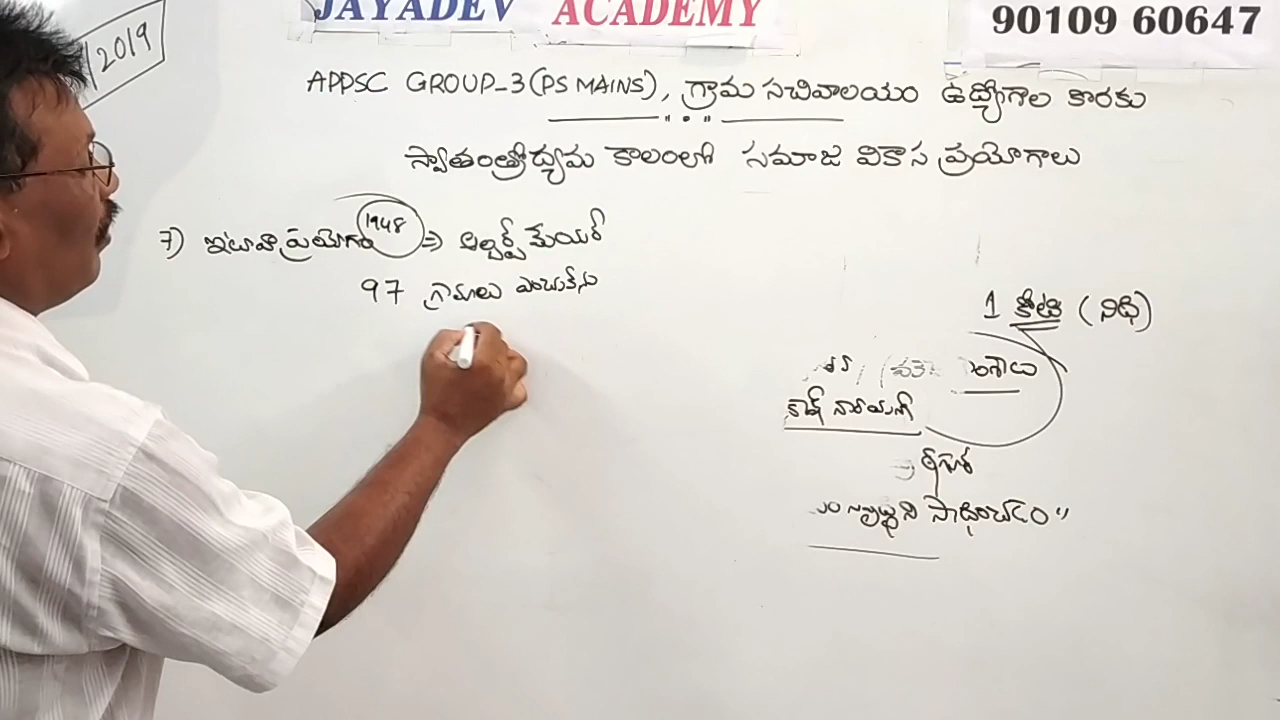 JAYADEV ACADEMY
90109 60647
/2019
APPSC GROUP-3 (PS MAINS), గ్రామ సచివాలయం ఉద్యోగాల కొరకు
స్వాతంత్రోద్యమ కాలంలో సమాజ వికాస ప్రయోగాలు
7) ఇటావా ప్రయోగం 1948 ⇒ ఆల్బర్ట్ మేయర్
97 గ్రామాలు ఎంచుకొను
1 కోటి (నిధి)
నారాయణ్
సాధించడం"